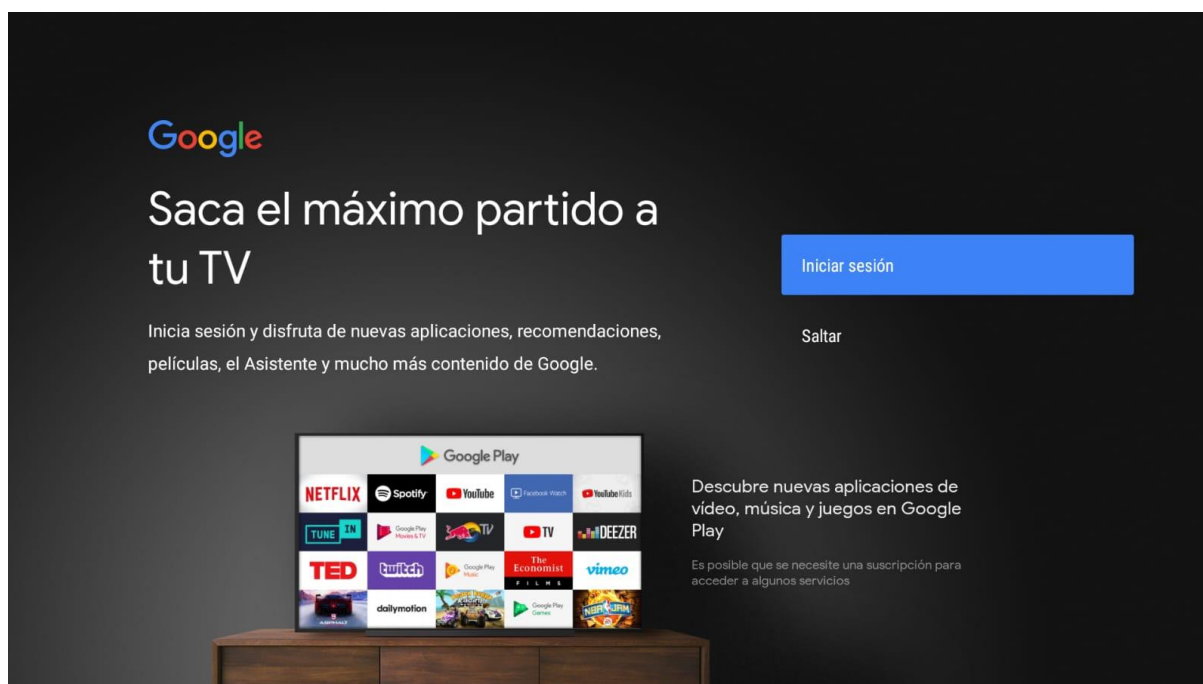 Google
Saca el máximo partido a
tu TV
Inicia sesión y disfruta de nuevas aplicaciones, recomendaciones,
películas, el Asistente y mucho más contenido de Google.
Iniciar sesión
Saltar
Google Play
NETFLIX
Spotify
YouTube
Facebook Watch
YouTube Kids
TUNE IN
Google Play
Movies & TV
TV
TV
DEEZER
TED
twitch
Google Play
Music
The
Economist
FILMS
vimeo
ASPHALT
dailymotion
Google Play
Games
NBA JAM
Descubre nuevas aplicaciones de
vídeo, música y juegos en Google
Play
Es posible que se necesite una suscripción para
acceder a algunos servicios